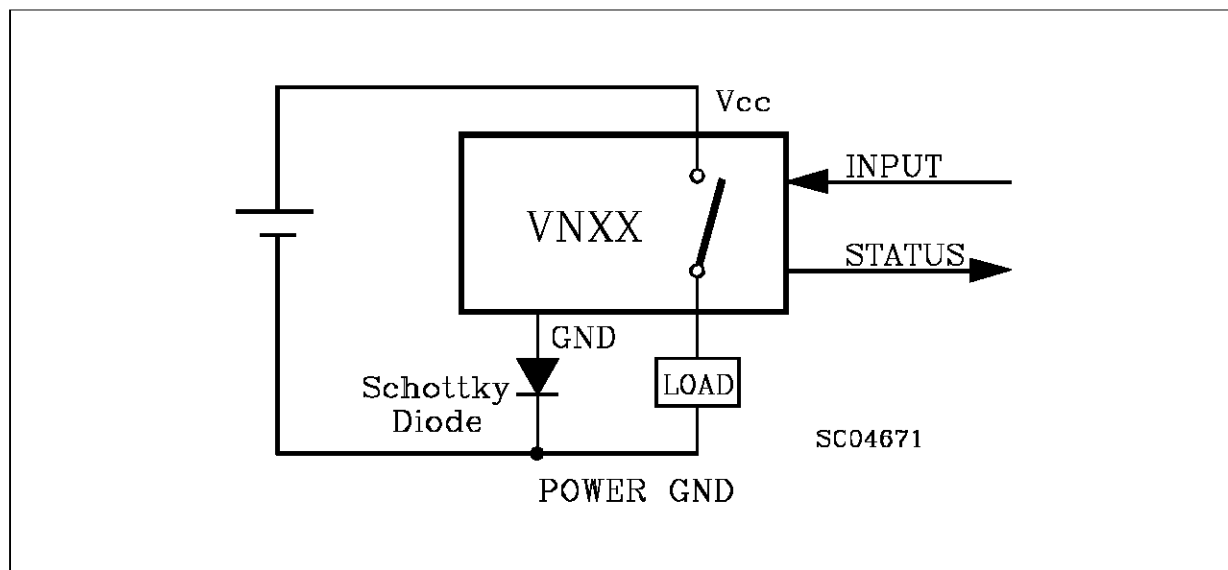 Vcc
INPUT
VNXX
STATUS
GND
Schottky
Diode
LOAD
SC04671
POWER GND